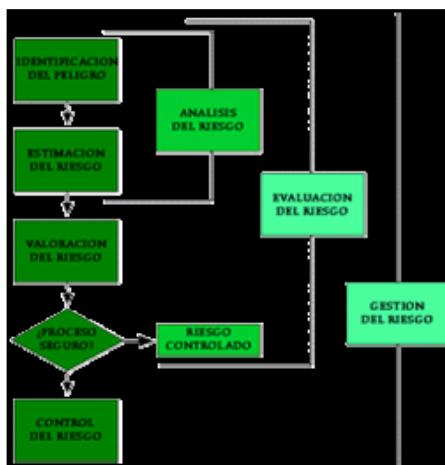 IDENTIFICACION
DEL PELIGRO
ANALISIS
DEL RIESGO
ESTIMACION
DEL RIESGO
EVALUACION
DEL RIESGO
VALORACION
DEL RIESGO
GESTION
DEL RIESGO
¿PROCESO
SEGURO?
RIESGO
CONTROLADO
CONTROL
DEL RIESGO